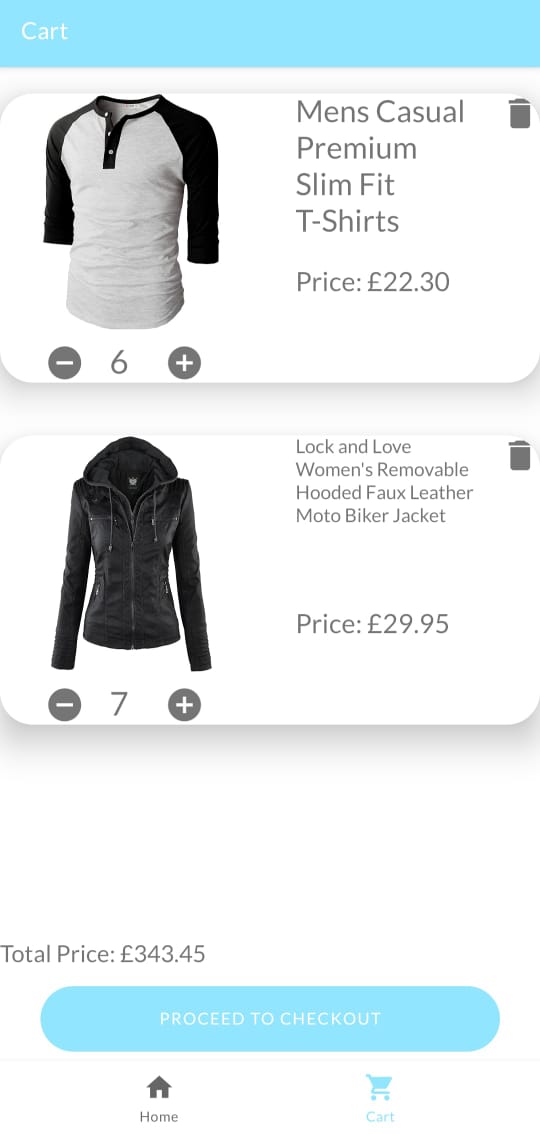 Cart
Mens Casual
Premium
Slim Fit
T-Shirts
Price: £22.30
6
Lock and Love
Women's Removable
Hooded Faux Leather
Moto Biker Jacket
Price: £29.95
7
Total Price: £343.45
PROCEED TO CHECKOUT
Home
Cart